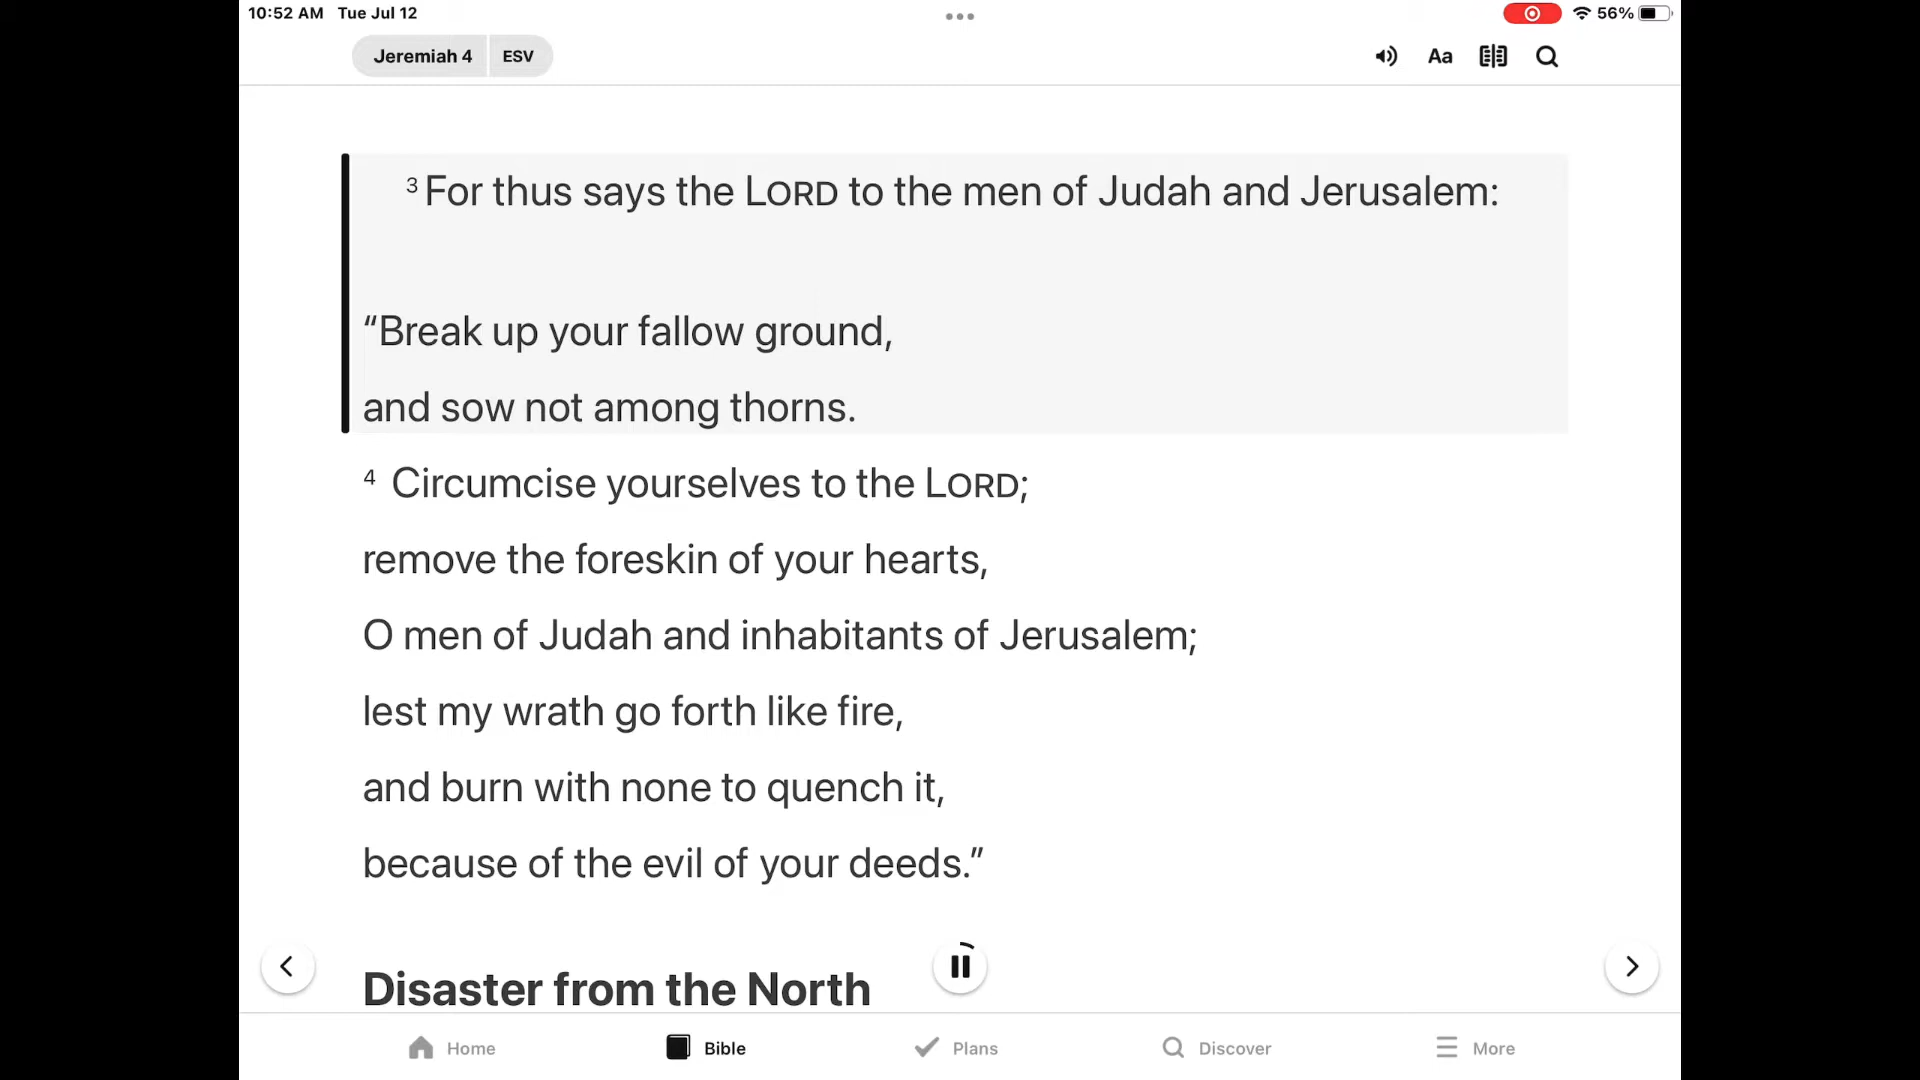 10:52 AM Tue Jul 12
56%
Jeremiah 4 ESV
Aa
3 For thus says the LORD to the men of Judah and Jerusalem:
“Break up your fallow ground,
and sow not among thorns.
4 Circumcise yourselves to the LORD;
remove the foreskin of your hearts,
O men of Judah and inhabitants of Jerusalem;
lest my wrath go forth like fire,
and burn with none to quench it,
because of the evil of your deeds.”
Disaster from the North
Home Bible Plans Discover More